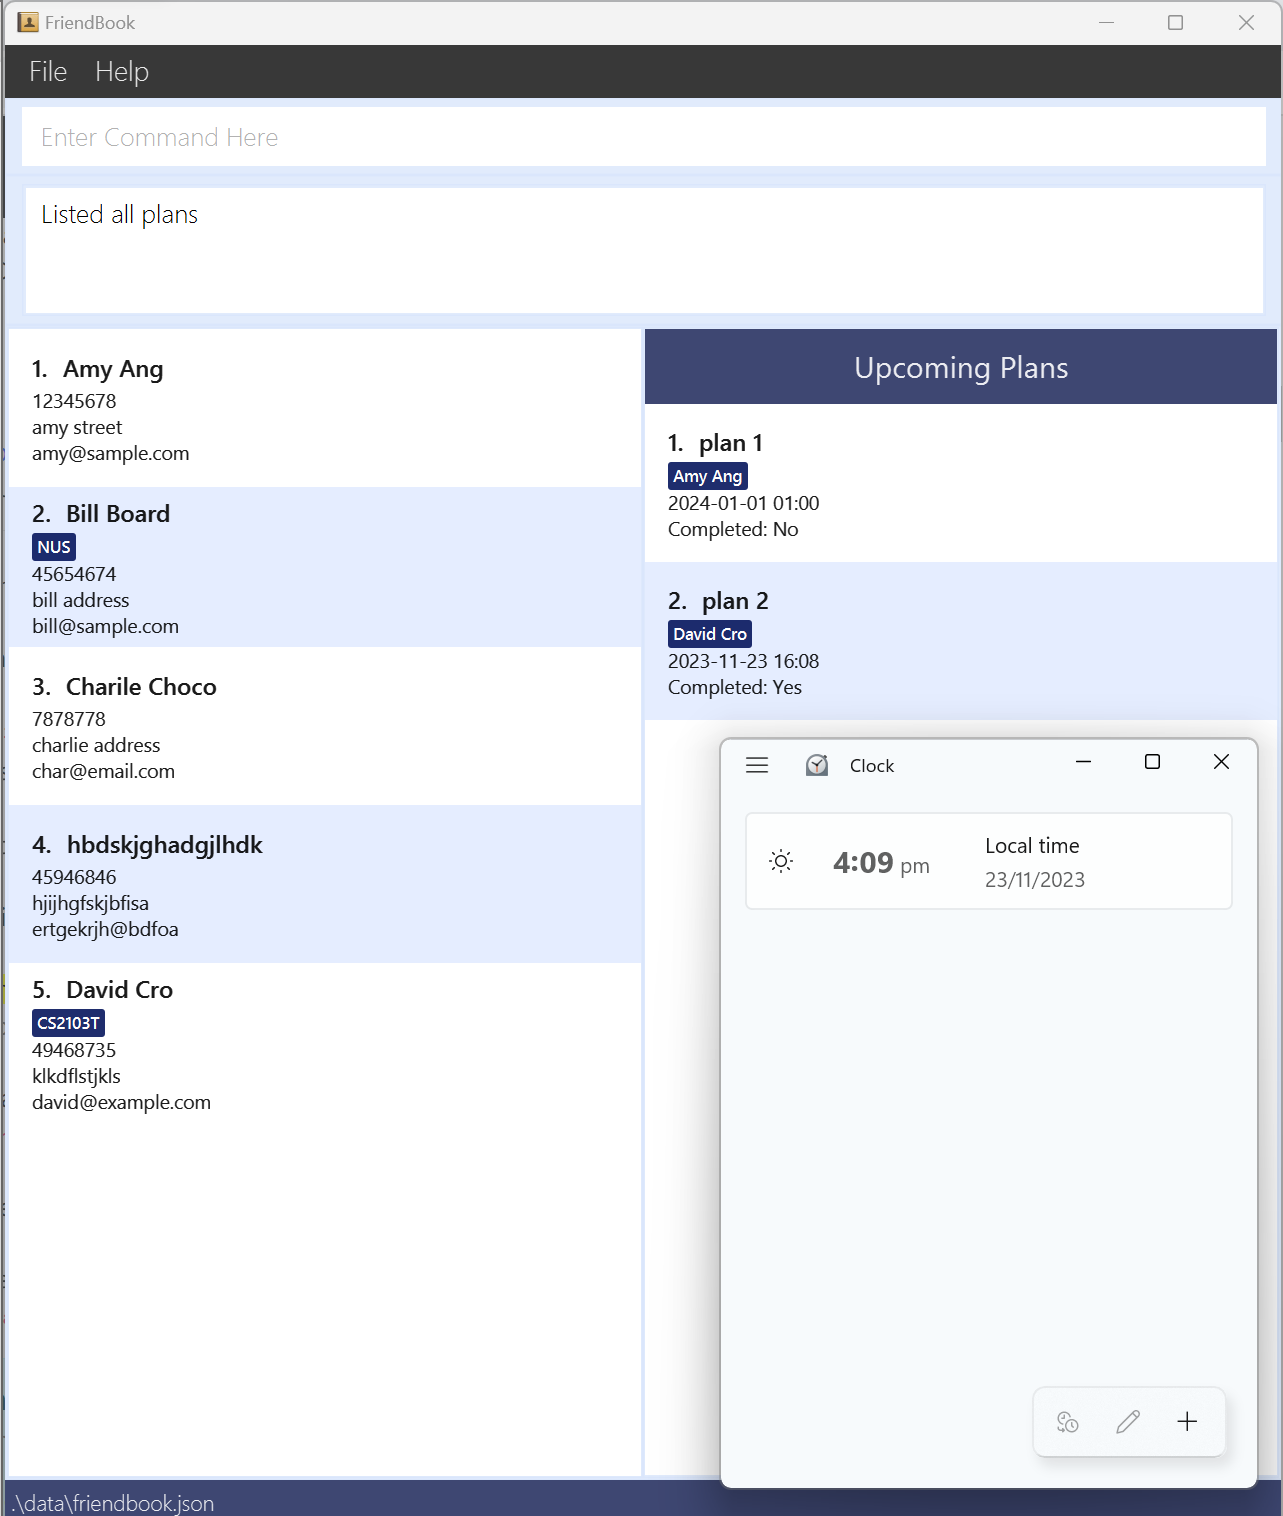 FriendBook
File Help
Enter Command Here
Listed all plans
1. Amy Ang
12345678
amy street
amy@sample.com
2. Bill Board
NUS
45654674
bill address
bill@sample.com
3. Charile Choco
7878778
charlie address
char@email.com
4. hbdskjghadgjlhdk
45946846
hjijhgfskjbfisa
ertgekrjh@bdfoa
5. David Cro
CS2103T
49468735
klkdflstjkls
david@example.com
Upcoming Plans
1. plan 1
Amy Ang
2024-01-01 01:00
Completed: No
2. plan 2
David Cro
2023-11-23 16:08
Completed: Yes
Clock
4:09 pm
Local time
23/11/2023
.\data\friendbook.json